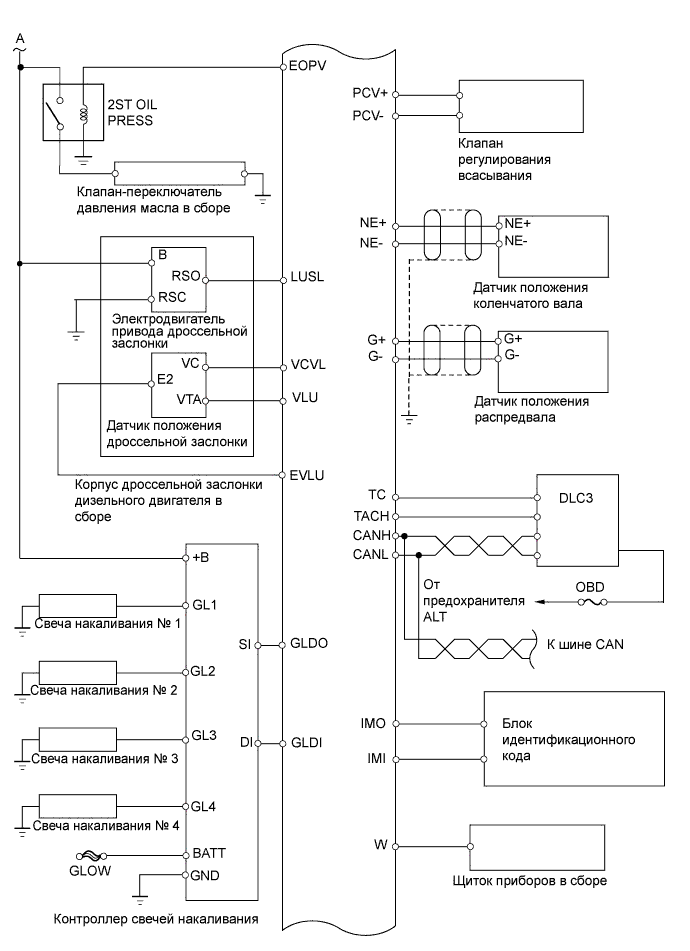 A
EOPV
2ST OIL
PRESS
Клапан-переключатель
давления масла в сборе
B
RSO
RSC
LUSL
Электродвигатель
привода дроссельной
заслонки
VC
E2
VTA
VCVL
VLU
Датчик положения
дроссельной заслонки
EVLU
Корпус дроссельной заслонки
дизельного двигателя в
сборе
+B
GL1
Свеча накаливания № 1
SI
GLDO
GL2
Свеча накаливания № 2
GL3
DI
GLDI
Свеча накаливания № 3
GL4
Свеча накаливания № 4
BATT
GLOW
GND
Контроллер свечей накаливания
PCV+
PCV-
Клапан
регулирования
всасывания
NE+
NE+
NE-
NE-
Датчик положения
коленчатого вала
G+
G+
G-
G-
Датчик положения
распредвала
TC
DLC3
TACH
CANH
CANL
От
предохранителя
ALT
OBD
К шине CAN
IMO
Блок
идентификационного
кода
IMI
W
Щиток приборов в сборе